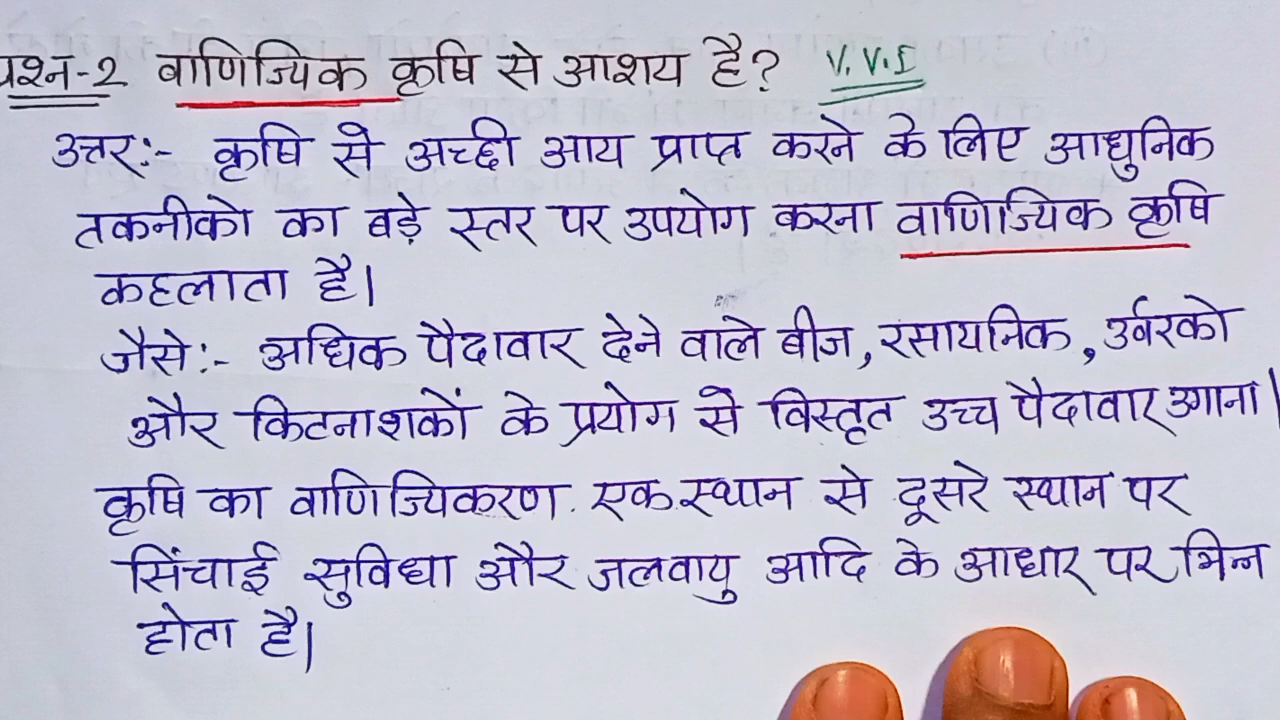 प्रश्न-2 वाणिज्यिक कृषि से आशय है? V.V.I
उत्तर:- कृषि से अच्छी आय प्राप्त करने के लिए आधुनिक
तकनीको का बड़े स्तर पर उपयोग करना वाणिज्यिक कृषि
कहलाता है।
जैसे:- अधिक पैदावार देने वाले बीज, रसायनिक, उर्वरको
और किटनाशकों के प्रयोग से विस्तृत उच्च पैदावार उगाना।
कृषि का वाणिज्यिकरण एक स्थान से दूसरे स्थान पर
सिंचाई सुविधा और जलवायु आदि के आधार पर भिन्न
होता है।